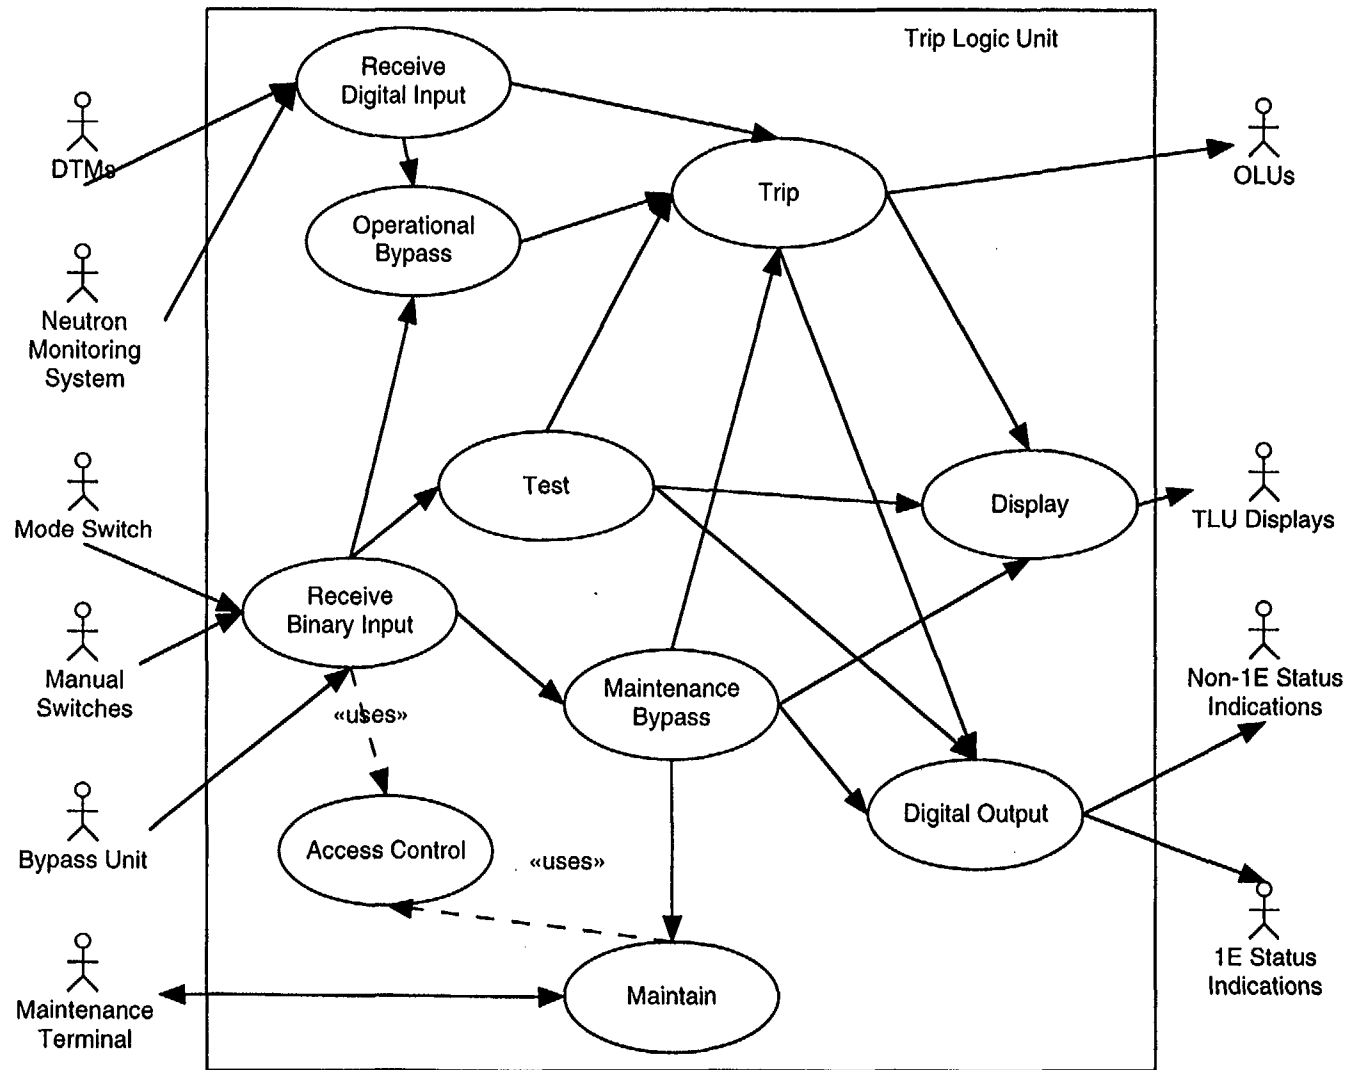 Trip Logic Unit
Receive
Digital Input
DTMs
OLUs
Trip
Operational
Bypass
Neutron
Monitoring
System
Test
Display
Mode Switch
TLU Displays
Receive
Binary Input
Manual
Switches
Maintenance
Bypass
Non-1E Status
Indications
«uses»
Digital Output
Bypass Unit
Access Control
«uses»
1E Status
Indications
Maintenance
Terminal
Maintain